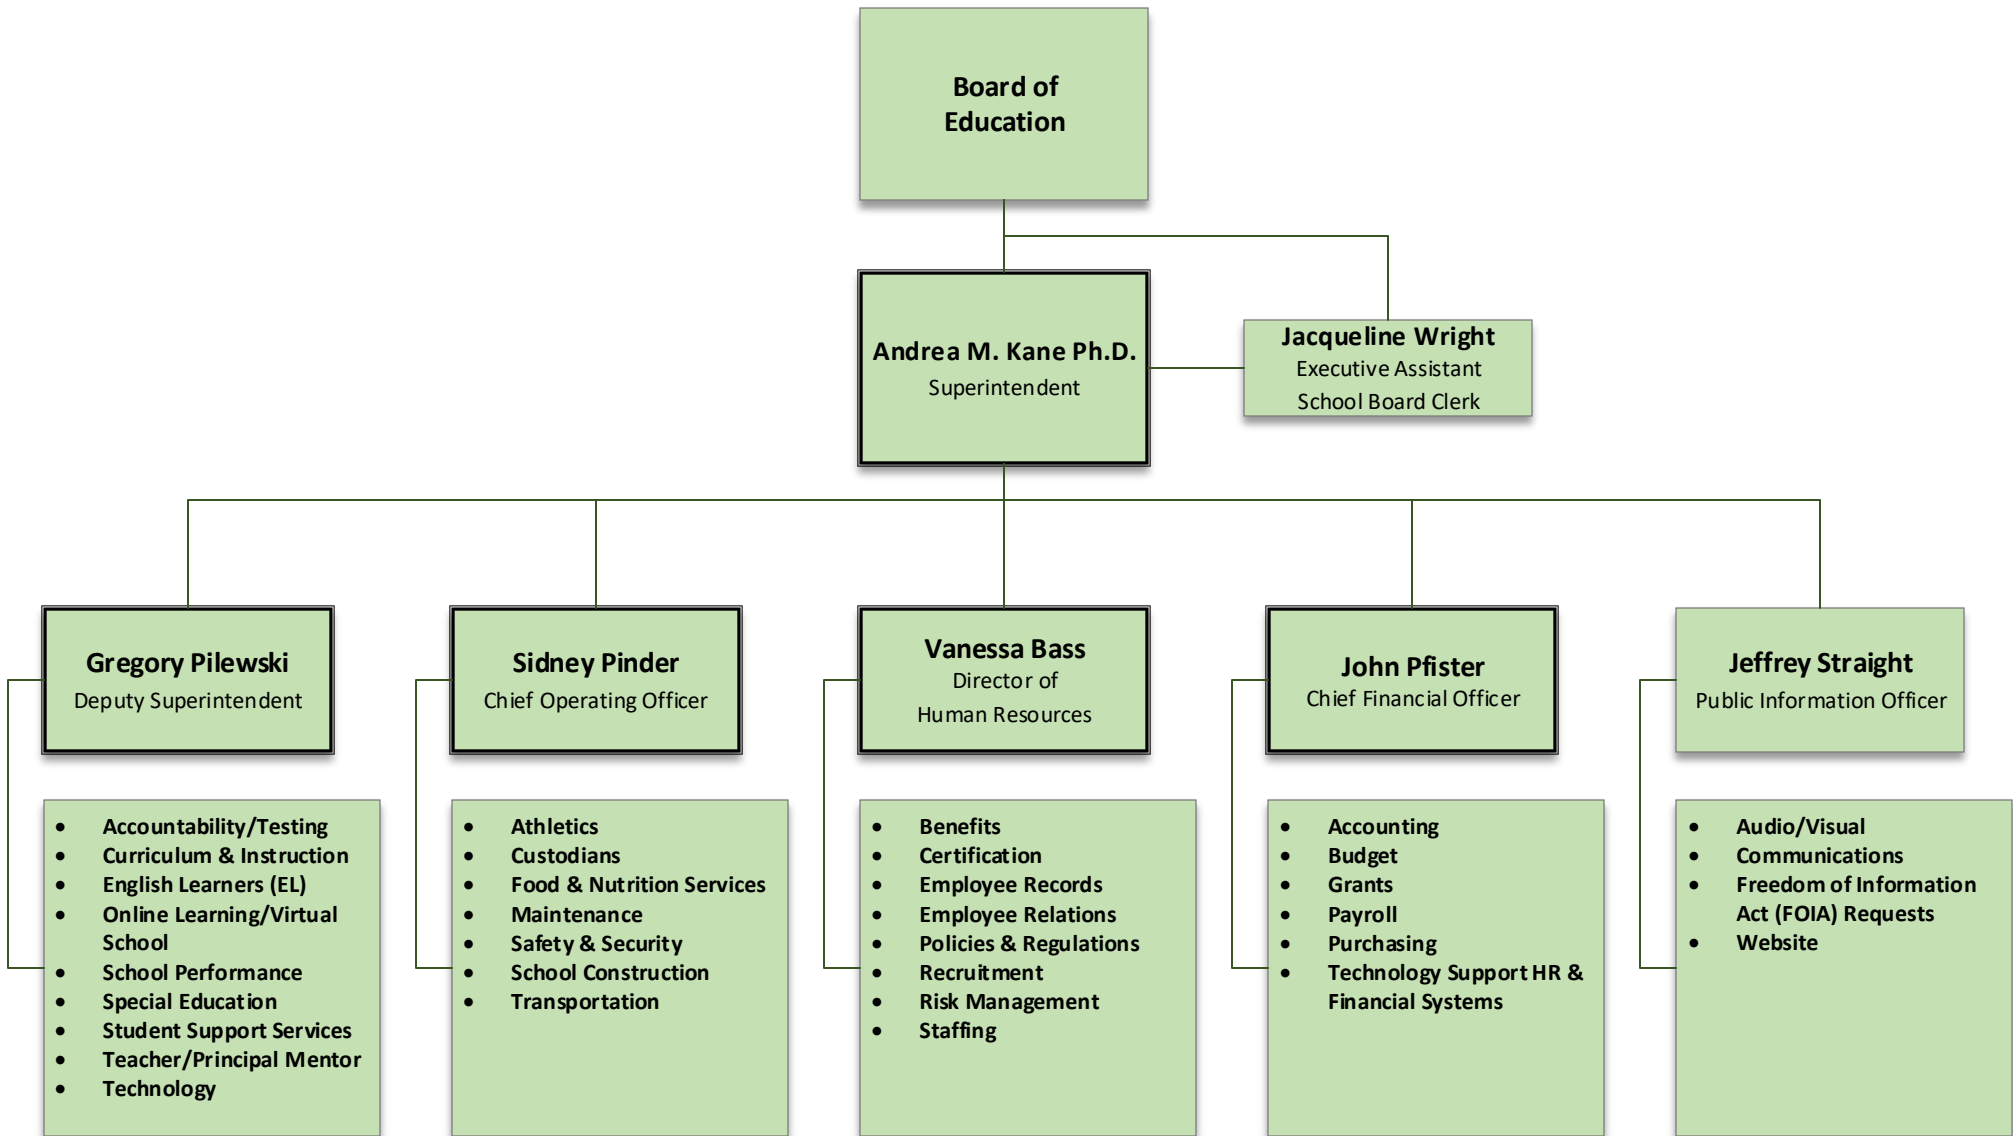 Board of
Education
Andrea M. Kane Ph.D.
Superintendent
Jacqueline Wright
Executive Assistant
School Board Clerk
Gregory Pilewski
Deputy Superintendent
• Accountability/Testing
• Curriculum & Instruction
• English Learners (EL)
• Online Learning/Virtual
School
• School Performance
• Special Education
• Student Support Services
• Teacher/Principal Mentor
• Technology
Sidney Pinder
Chief Operating Officer
• Athletics
• Custodians
• Food & Nutrition Services
• Maintenance
• Safety & Security
• School Construction
• Transportation
Vanessa Bass
Director of
Human Resources
• Benefits
• Certification
• Employee Records
• Employee Relations
• Policies & Regulations
• Recruitment
• Risk Management
• Staffing
John Pfister
Chief Financial Officer
• Accounting
• Budget
• Grants
• Payroll
• Purchasing
• Technology Support HR &
Financial Systems
Jeffrey Straight
Public Information Officer
• Audio/Visual
• Communications
• Freedom of Information
Act (FOIA) Requests
• Website